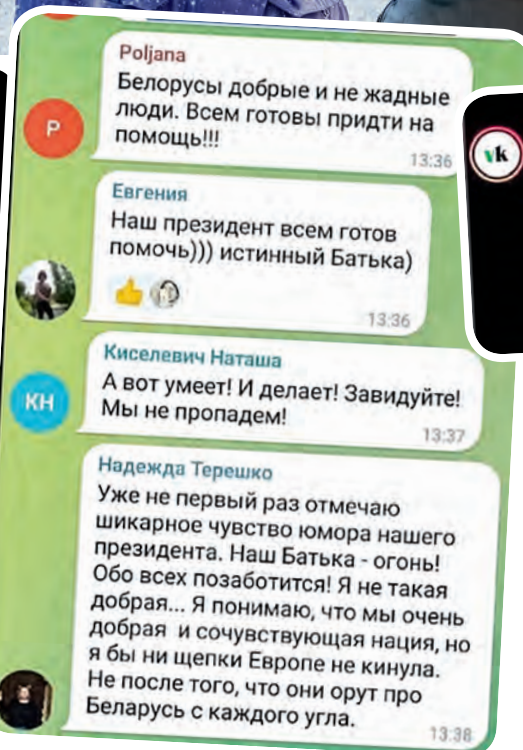 Poljana
Белорусы добрые и не жадные
люди. Всем готовы придти на
помощь!!!
13:36
P
Евгения
Наш президент всем готов
помочь))) истинный Батька)
13:36
Киселевич Наташа
А вот умеет! И делает! Завидуйте!
Мы не пропадем!
13:37
КН
Надежда Терешко
Уже не первый раз отмечаю
шикарное чувство юмора нашего
президента. Наш Батька - огонь!
Обо всех позаботится! Я не такая
добрая... Я понимаю, что мы очень
добрая и сочувствующая нация, но
я бы ни щепки Европе не кинула.
Не после того, что они орут про
Беларусь с каждого угла.
13:38
vk